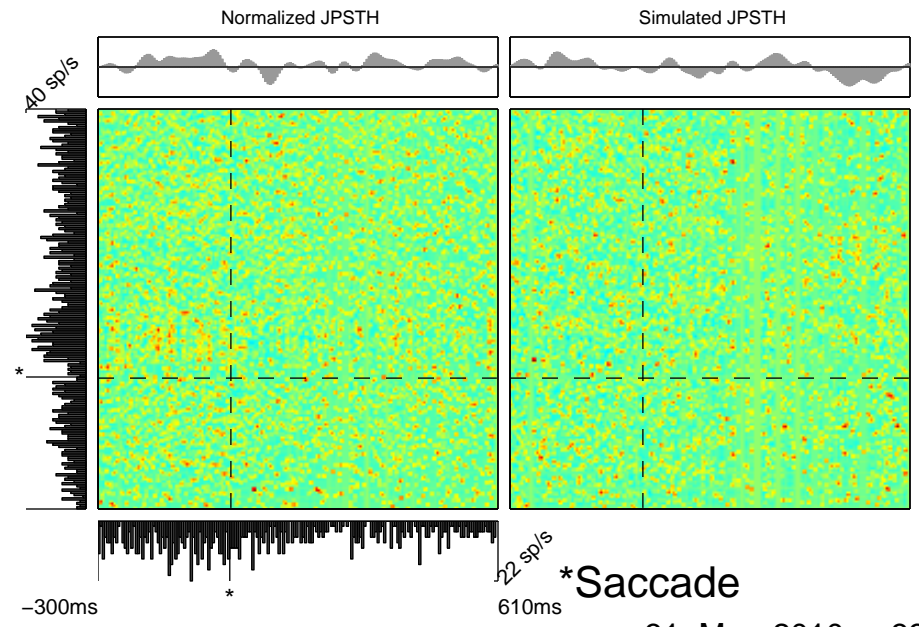 Normalized JPSTH
Simulated JPSTH
40 sp/s
*
22 sp/s
*Saccade
*
−300ms
610ms